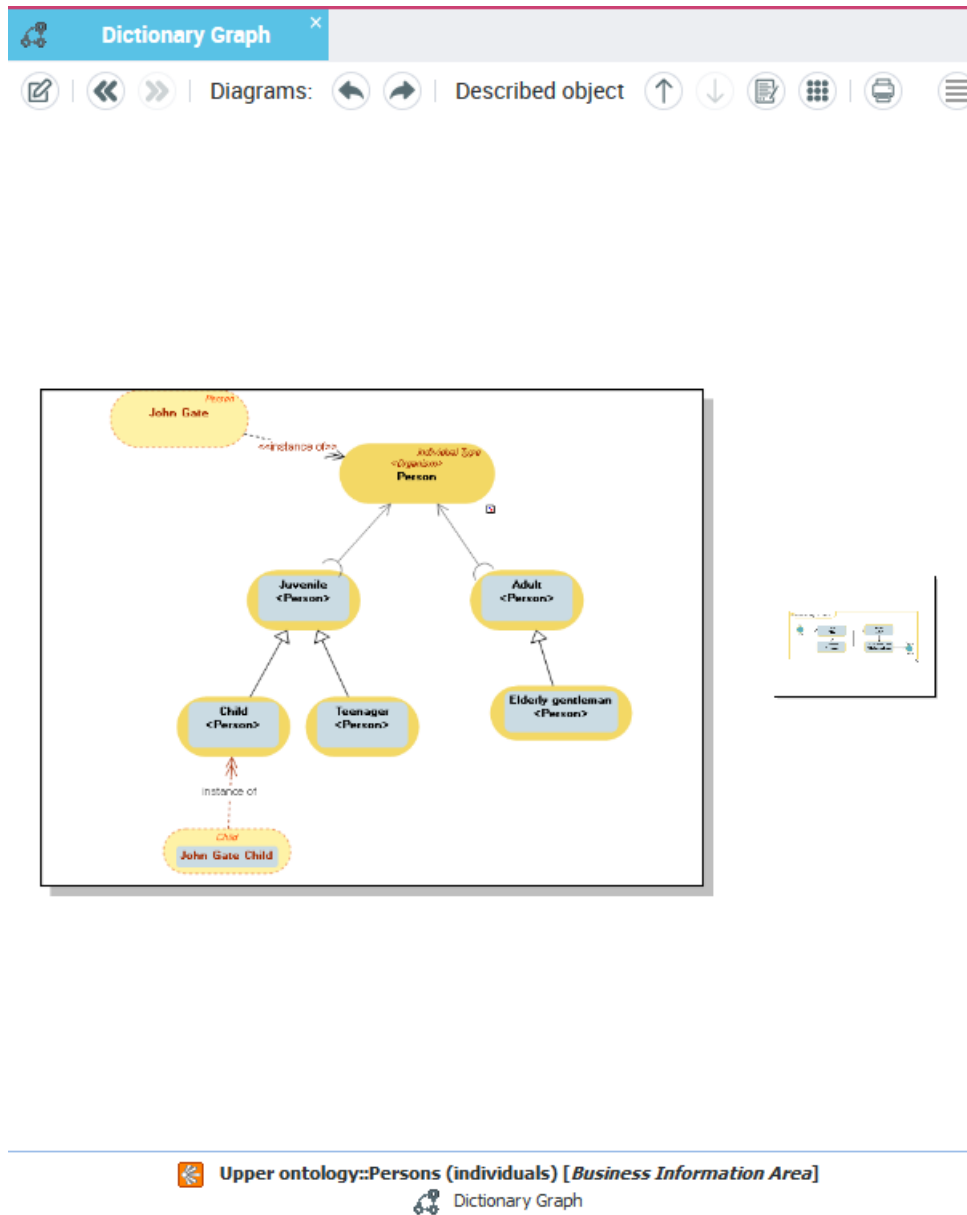 Dictionary Graph ×
Diagrams: Described object
Person
John Gate
<<instance of>>
Individual Type
<Organism>
Person
Juvenile
<Person>
Adult
<Person>
Child
<Person>
Teenager
<Person>
Elderly gentleman
<Person>
instance of
Child
John Gate Child
Upper ontology::Persons (individuals) [Business Information Area]
Dictionary Graph